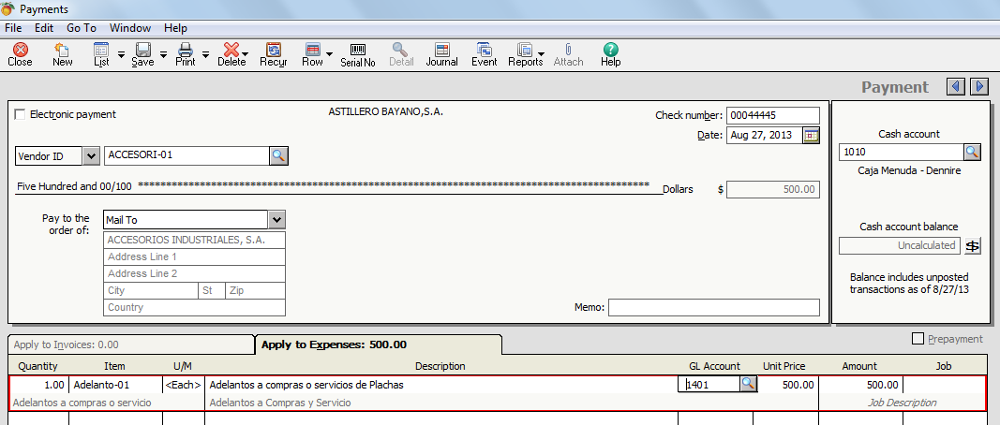 Payments
File Edit Go To Window Help
Close New List Save Print Delete Recur Row Serial No Detail Journal Event Reports Attach Help
Payment
Electronic payment
ASTILLERO BAYANO,S.A.
Check number: 00044445
Date: Aug 27, 2013
Vendor ID ACCESORI-01
Five Hundred and 00/100 ******************************************************************************************* Dollars $ 500.00
Pay to the order of: Mail To
ACCESORIOS INDUSTRIALES, S.A.
Address Line 1
Address Line 2
City St Zip
Country
Memo:
Cash account
1010
Caja Menuda - Dennire
Cash account balance
Uncalculated $
Balance includes unposted
transactions as of 8/27/13
Apply to Invoices: 0.00 Apply to Expenses: 500.00 Prepayment
Quantity Item U/M Description GL Account Unit Price Amount Job
1.00 Adelanto-01 <Each> Adelantos a compras o servicios de Plachas 1401 500.00 500.00
Adelantos a compras o servicio Adelantos a Compras y Servicio Job Description